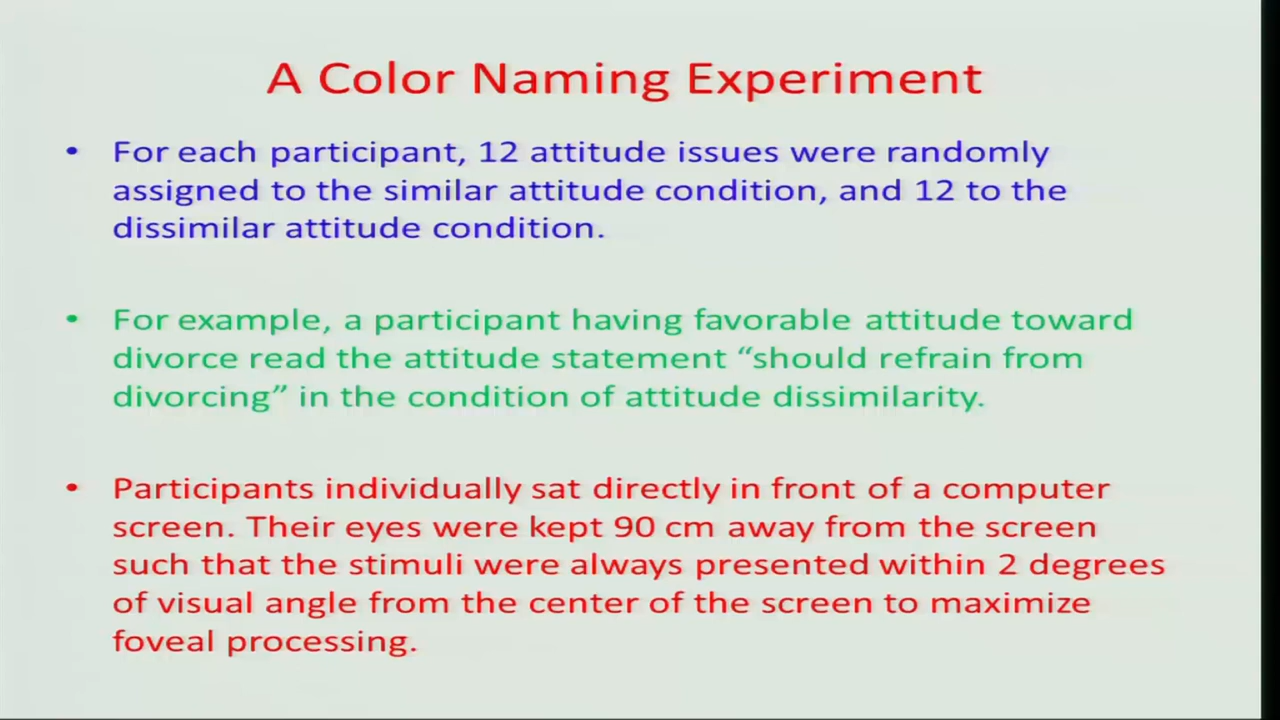 A Color Naming Experiment
• For each participant, 12 attitude issues were randomly
assigned to the similar attitude condition, and 12 to the
dissimilar attitude condition.
• For example, a participant having favorable attitude toward
divorce read the attitude statement “should refrain from
divorcing” in the condition of attitude dissimilarity.
• Participants individually sat directly in front of a computer
screen. Their eyes were kept 90 cm away from the screen
such that the stimuli were always presented within 2 degrees
of visual angle from the center of the screen to maximize
foveal processing.